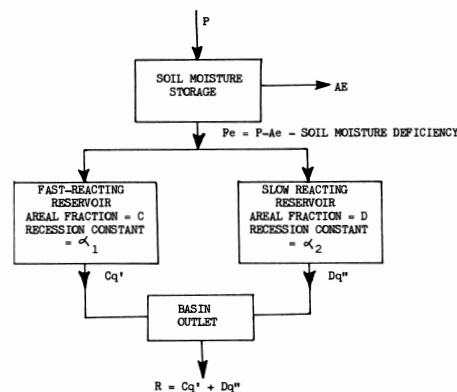 P
SOIL MOISTURE
STORAGE
AE
Pe = P-Ae - SOIL MOISTURE DEFICIENCY
FAST-REACTING
RESERVOIR
AREAL FRACTION = C
RECESSION CONSTANT
= α₁
SLOW REACTING
RESERVOIR
AREAL FRACTION = D
RECESSION CONSTANT
= α₂
Cq'
Dq"
BASIN
OUTLET
R = Cq' + Dq"